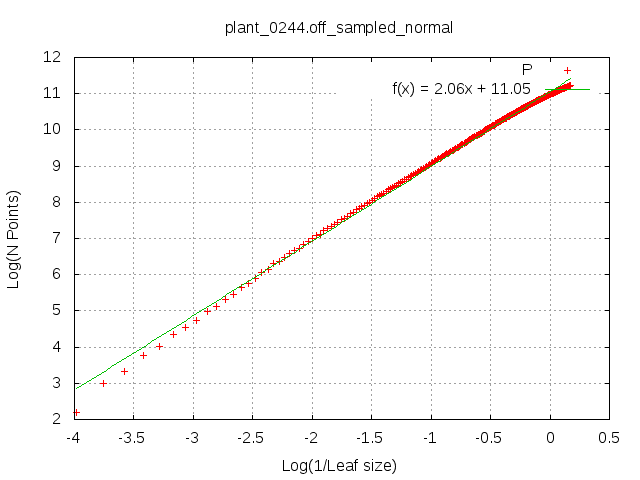 plant_0244.off_sampled_normal
12
11
10
9
8
7
6
5
4
3
2
Log(N Points)
P
f(x) = 2.06x + 11.05
-4 -3.5 -3 -2.5 -2 -1.5 -1 -0.5 0 0.5
Log(1/Leaf size)